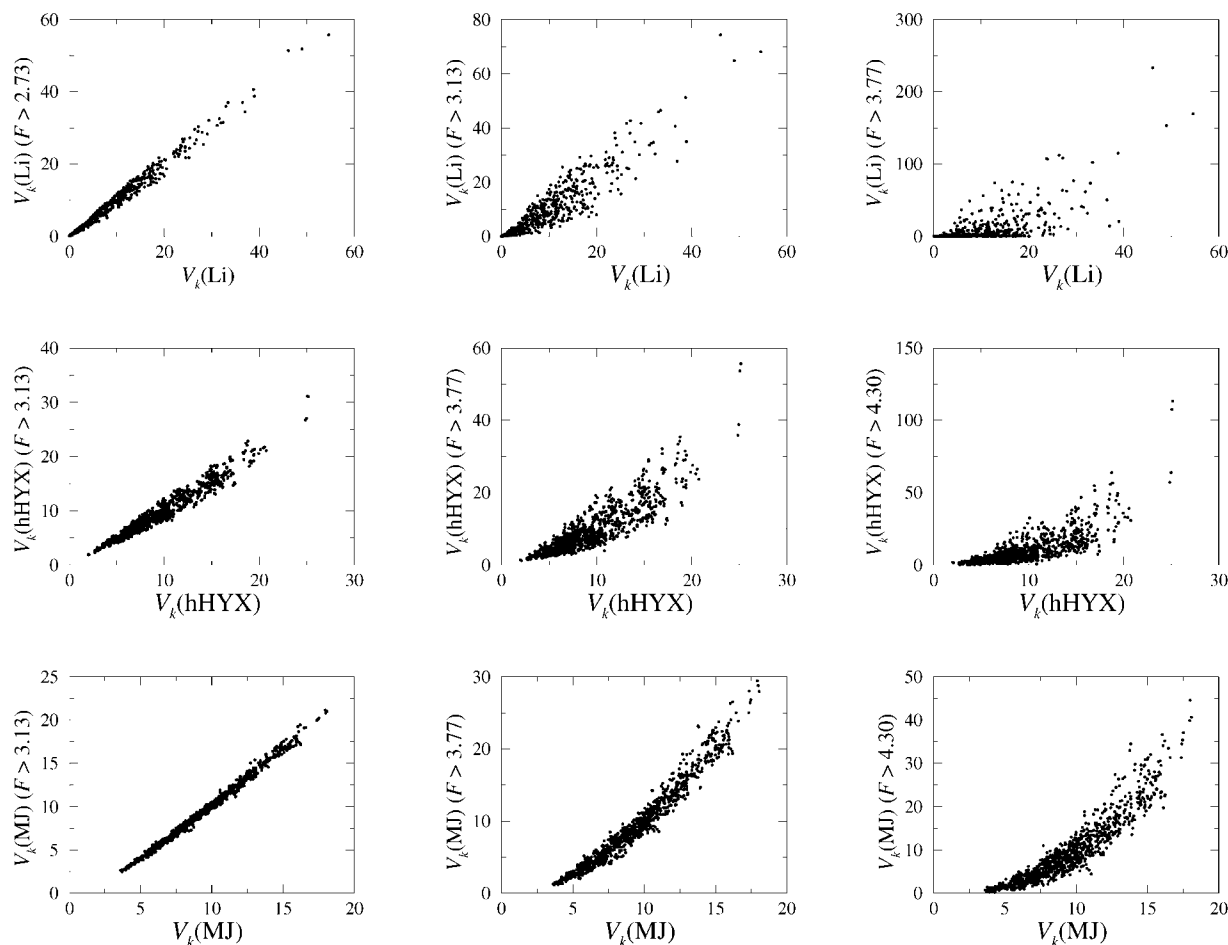 V_k(Li) (F > 2.73)
60
40
20
0
0 20 40 60
V_k(Li)
V_k(Li) (F > 3.13)
80
60
40
20
0
0 20 40 60
V_k(Li)
V_k(Li) (F > 3.77)
300
200
100
0
0 20 40 60
V_k(Li)
V_k(hHYX) (F > 3.13)
40
30
20
10
0
0 10 20 30
V_k(hHYX)
V_k(hHYX) (F > 3.77)
60
40
20
0
0 10 20 30
V_k(hHYX)
V_k(hHYX) (F > 4.30)
150
100
50
0
0 10 20 30
V_k(hHYX)
V_k(MJ) (F > 3.13)
25
20
15
10
5
0
0 5 10 15 20
V_k(MJ)
V_k(MJ) (F > 3.77)
30
20
10
0
0 5 10 15 20
V_k(MJ)
V_k(MJ) (F > 4.30)
50
40
30
20
10
0
0 5 10 15 20
V_k(MJ)